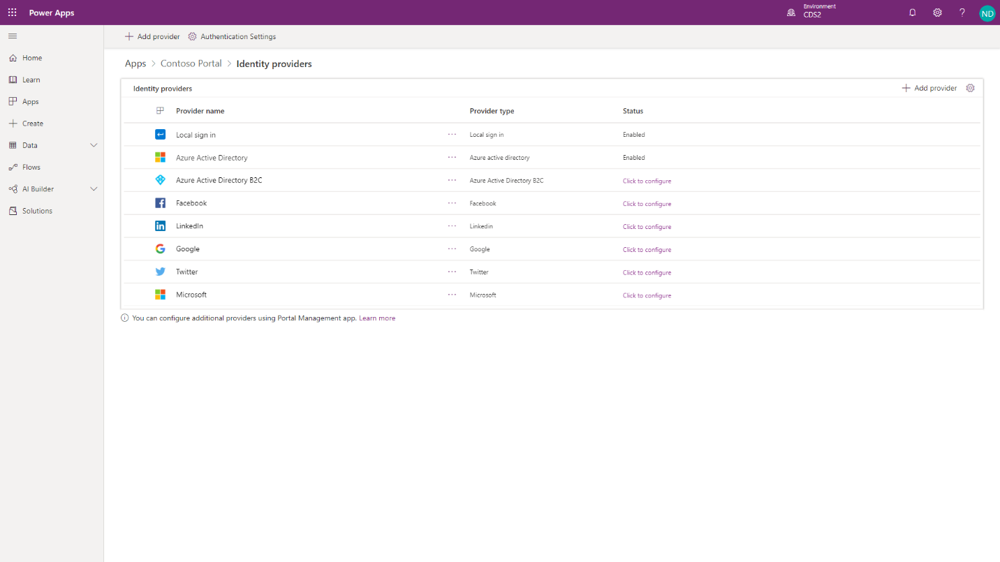 Power Apps
Environment
CDS2
?
ND
Add provider
Authentication Settings
Home
Learn
Apps
Create
Data
Flows
AI Builder
Solutions
Apps > Contoso Portal > Identity providers
Identity providers
Add provider
Provider name Provider type Status
Local sign in ... Local sign in Enabled
Azure Active Directory ... Azure active directory Enabled
Azure Active Directory B2C ... Azure Active Directory B2C Click to configure
Facebook ... Facebook Click to configure
LinkedIn ... Linkedin Click to configure
Google ... Google Click to configure
Twitter ... Twitter Click to configure
Microsoft ... Microsoft Click to configure
You can configure additional providers using Portal Management app. Learn more